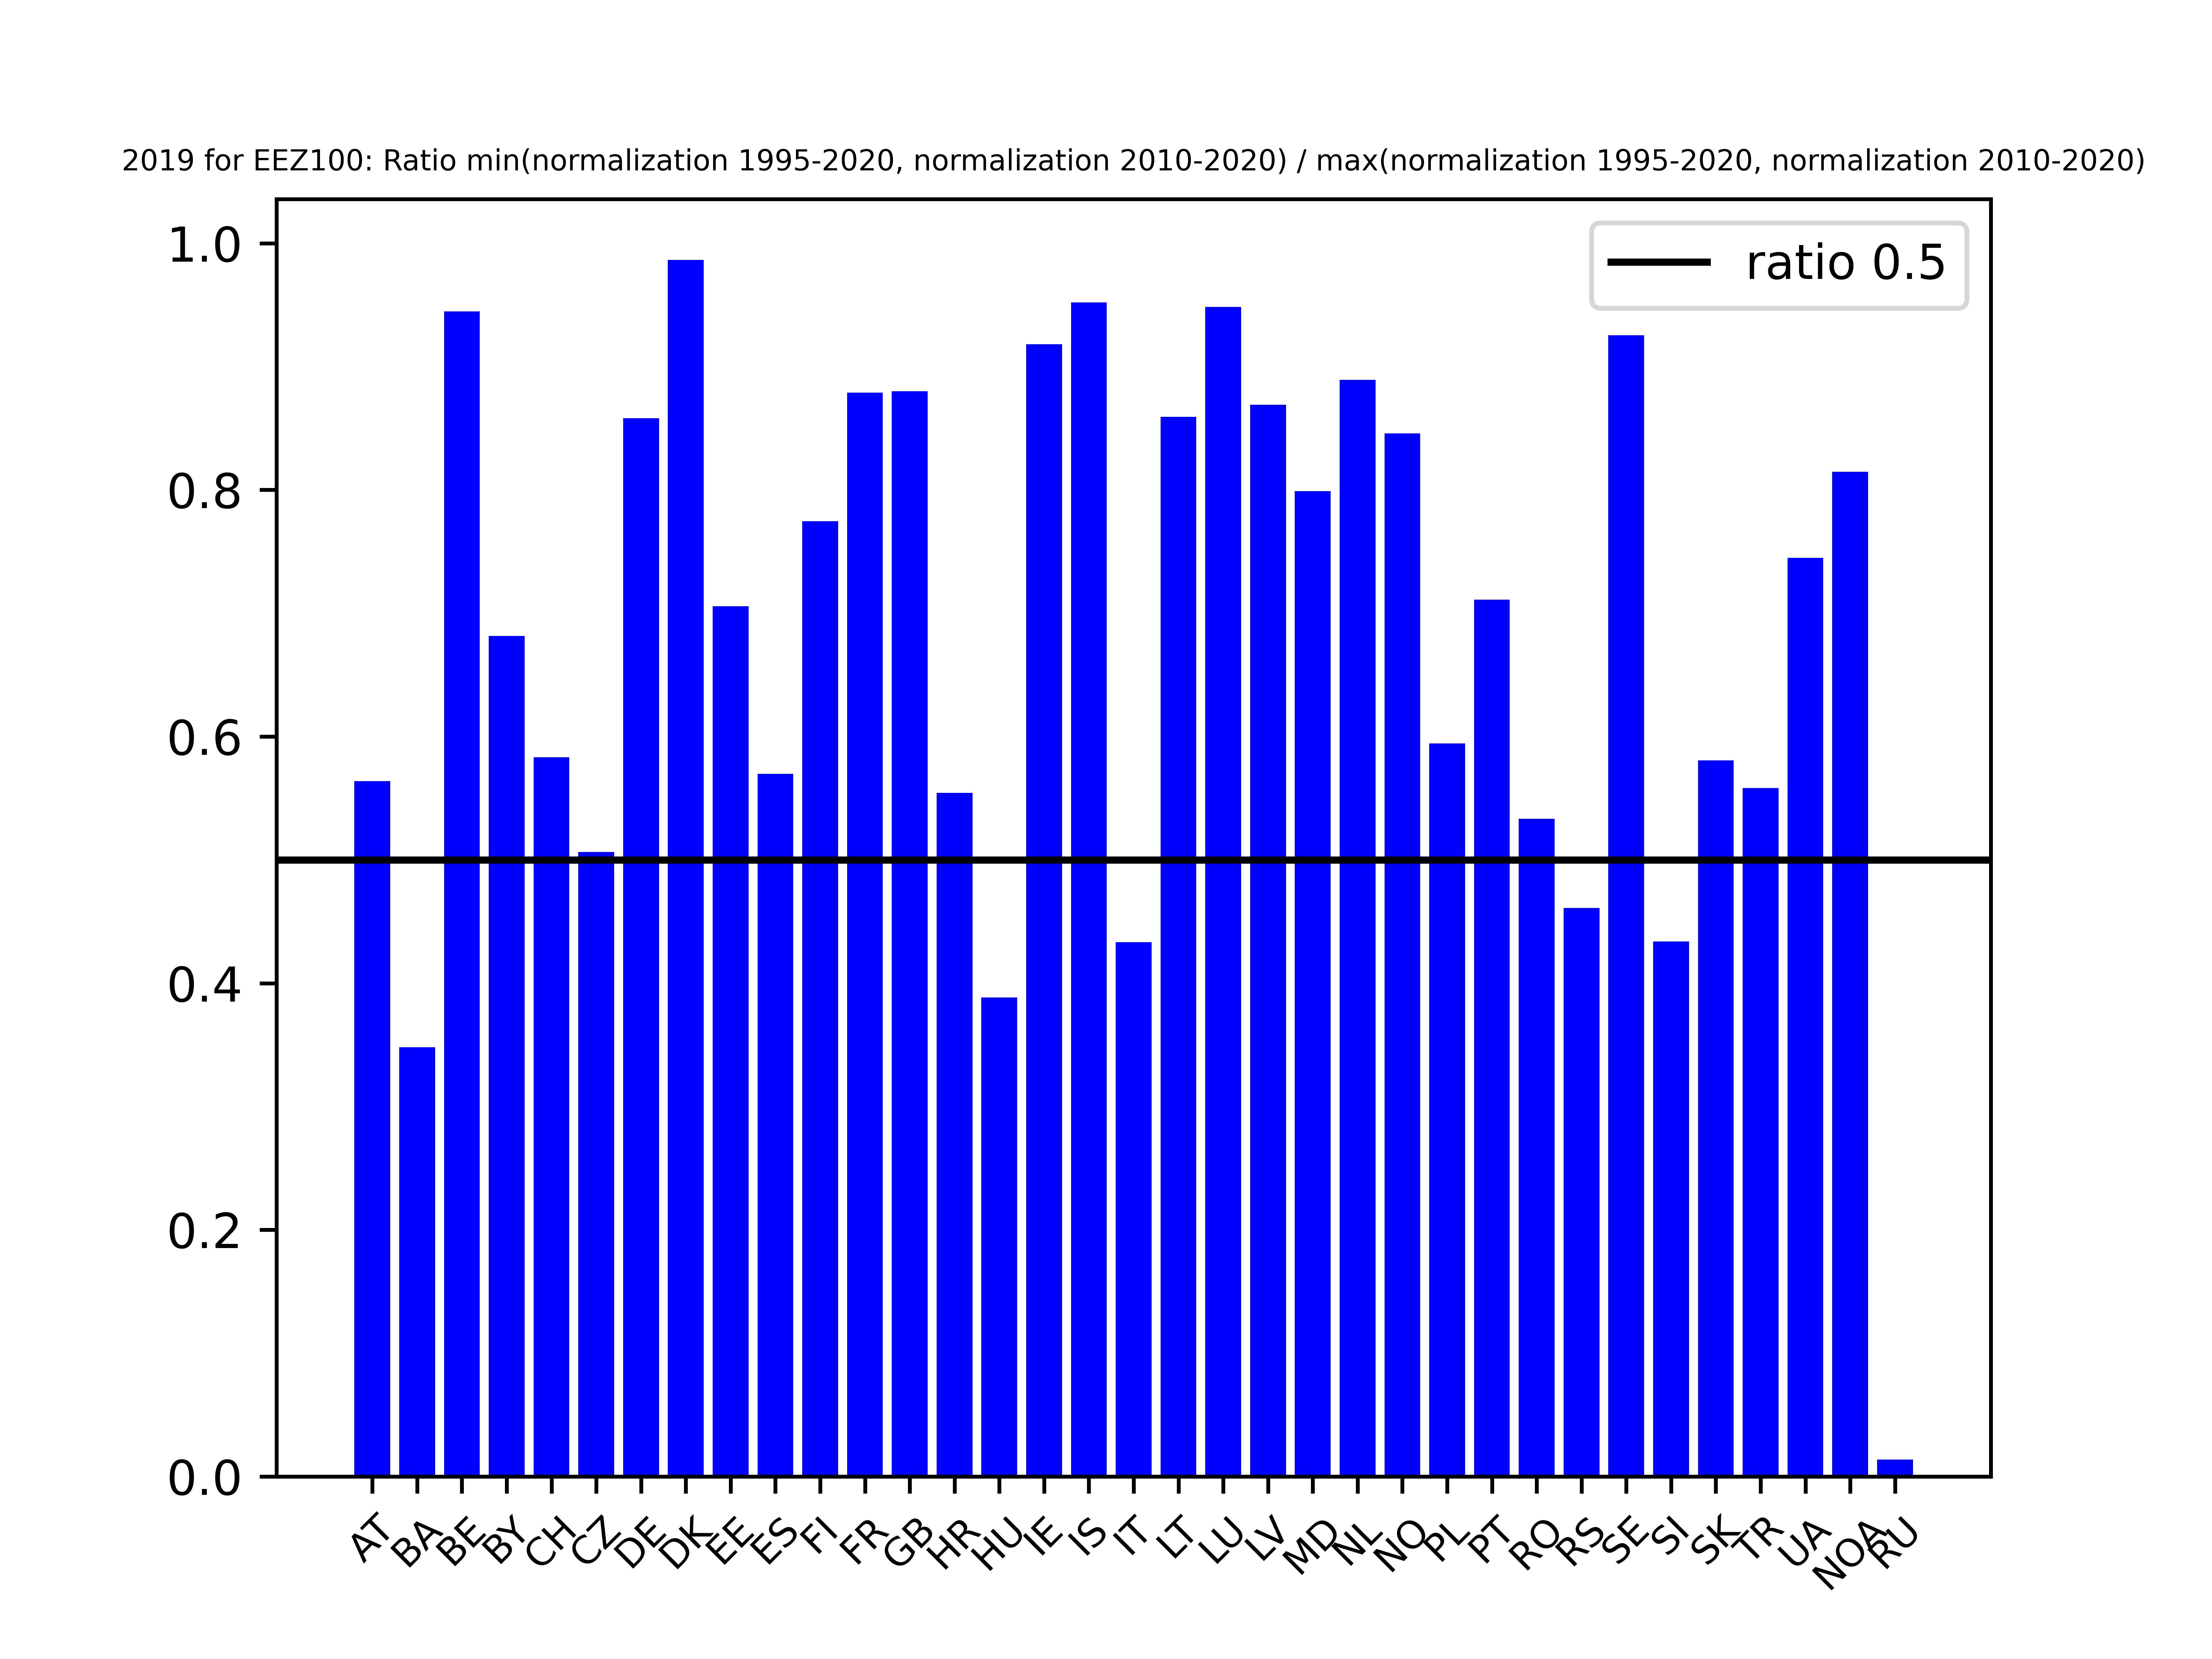 2019 for EEZ100: Ratio min(normalization 1995-2020, normalization 2010-2020) / max(normalization 1995-2020, normalization 2010-2020)
ratio 0.5
1.0
0.8
0.6
0.4
0.2
0.0
AT BA BE BY CH CZ DE DK EE ES FI FR GB HR HU IE IS IT LT LU LV MD NL NO PL PT RO RS SE SI SK TR UA NOA RU